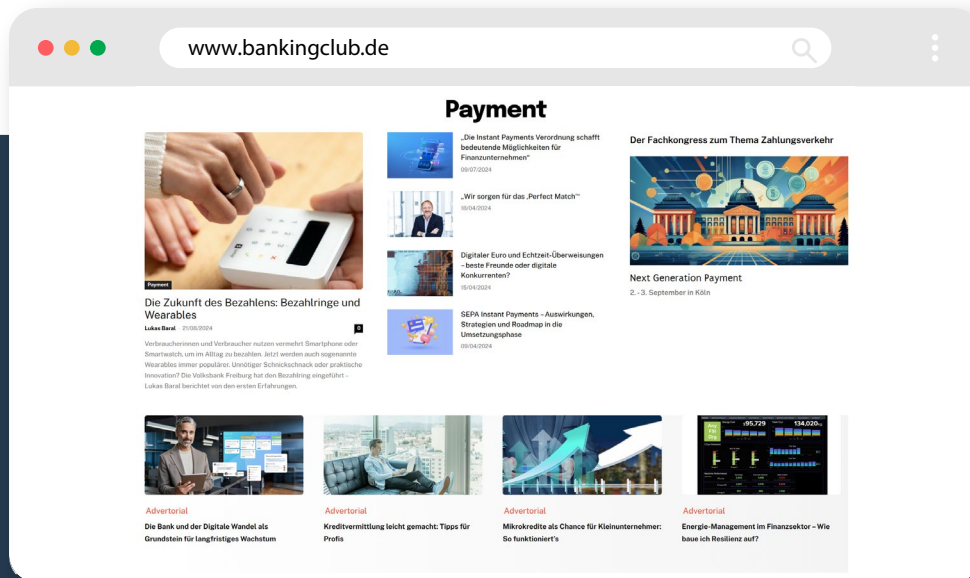 www.bankingclub.de
Payment
Payment
Die Zukunft des Bezahlens: Bezahlringe und
Wearables
Lukas Baral - 21/08/2024
0
Verbraucherinnen und Verbraucher nutzen vermehrt Smartphone oder
Smartwatch, um im Alltag zu bezahlen. Jetzt werden auch sogenannte
Wearables immer populärer. Unnötiger Schnickschnack oder praktische
Innovation? Die Volksbank Freiburg hat den Bezahlring eingeführt –
Lukas Baral berichtet von den ersten Erfahrungen.
„Die Instant Payments Verordnung schafft
bedeutende Möglichkeiten für
Finanzunternehmen“
09/07/2024
„Wir sorgen für das ‚Perfect Match‘“
18/04/2024
Digitaler Euro und Echtzeit-Überweisungen
– beste Freunde oder digitale
Konkurrenten?
15/04/2024
SEPA Instant Payments – Auswirkungen,
Strategien und Roadmap in die
Umsetzungsphase
09/04/2024
Der Fachkongress zum Thema Zahlungsverkehr
Next Generation Payment
2. - 3. September in Köln
Advertorial
Die Bank und der Digitale Wandel als
Grundstein für langfristiges Wachstum
Advertorial
Kreditvermittlung leicht gemacht: Tipps für
Profis
Advertorial
Mikrokredite als Chance für Kleinunternehmer:
So funktioniert's
95,729
134,020
Advertorial
Energie-Management im Finanzsektor – Wie
baue ich Resilienz auf?